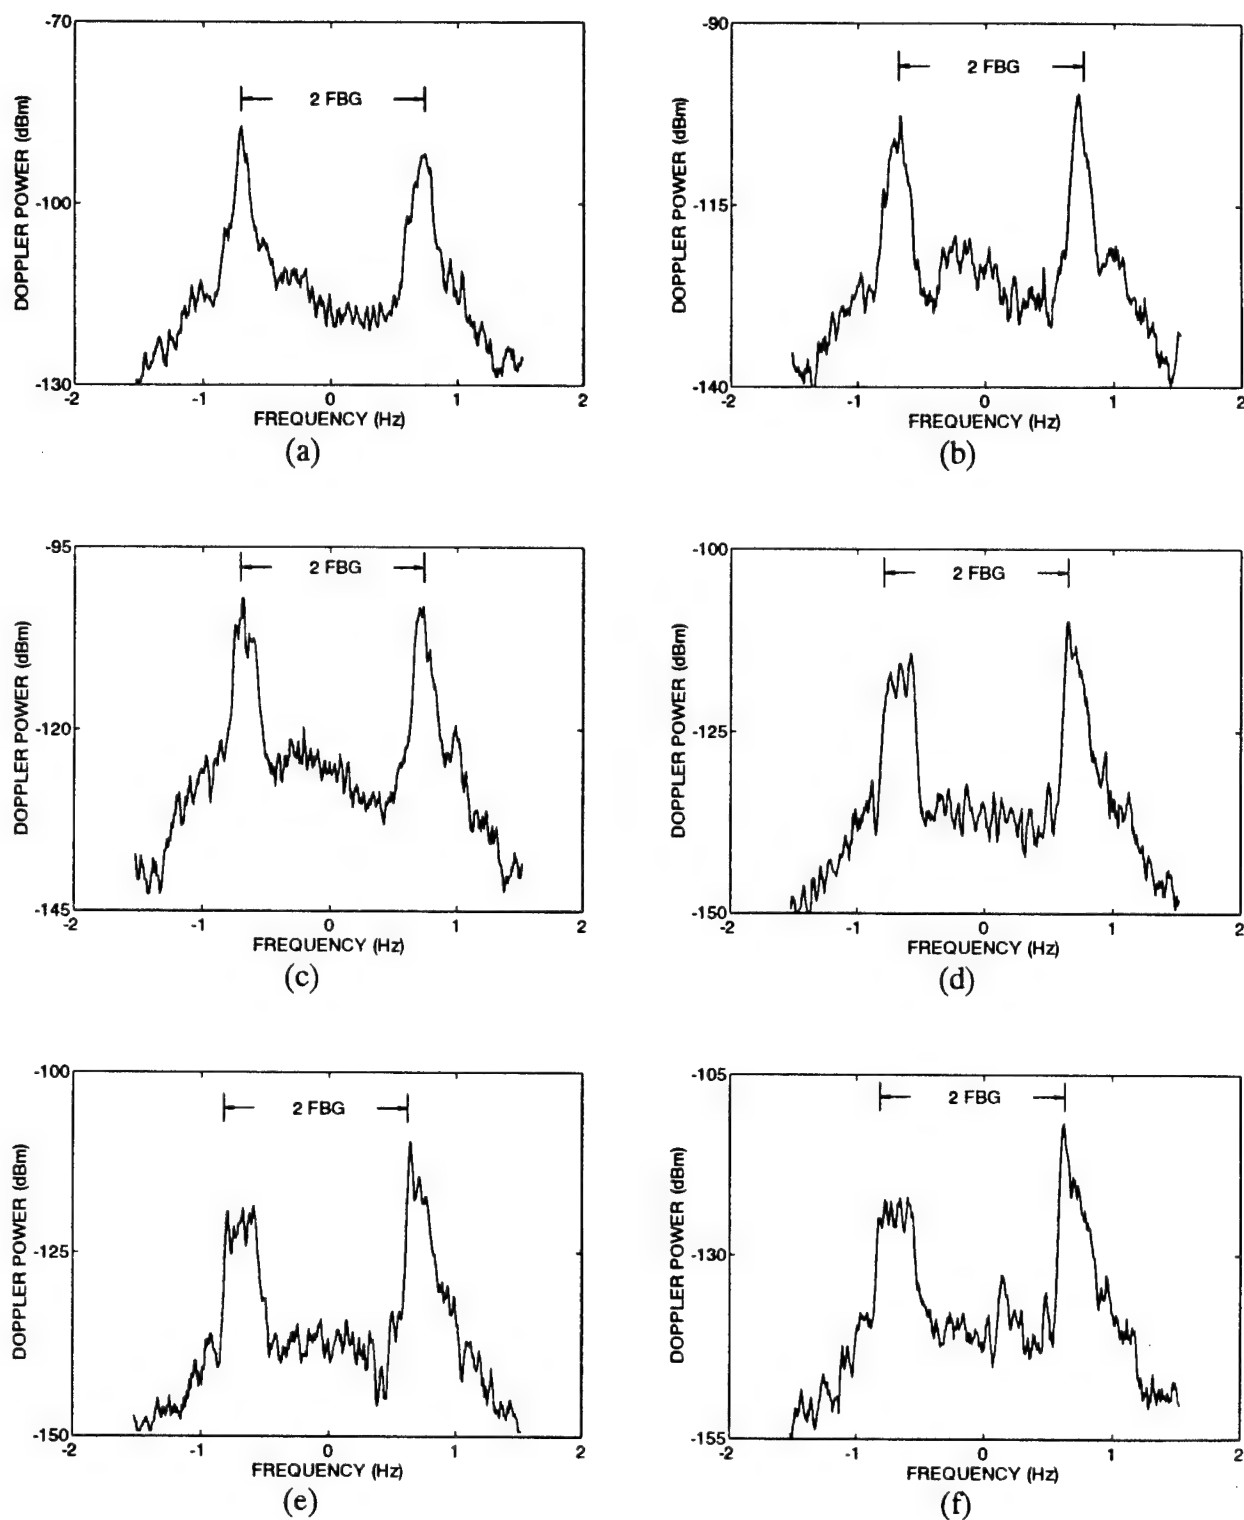 -70
2 FBG
DOPPLER POWER (dBm)
-100
-130
-2
-1
0
1
2
FREQUENCY (Hz)
(a)
-90
2 FBG
DOPPLER POWER (dBm)
-115
-140
-2
-1
0
1
2
FREQUENCY (Hz)
(b)
-95
2 FBG
DOPPLER POWER (dBm)
-120
-145
-2
-1
0
1
2
FREQUENCY (Hz)
(c)
-100
2 FBG
DOPPLER POWER (dBm)
-125
-150
-2
-1
0
1
2
FREQUENCY (Hz)
(d)
-100
2 FBG
DOPPLER POWER (dBm)
-125
-150
-2
-1
0
1
2
FREQUENCY (Hz)
(e)
-105
2 FBG
DOPPLER POWER (dBm)
-130
-155
-2
-1
0
1
2
FREQUENCY (Hz)
(f)